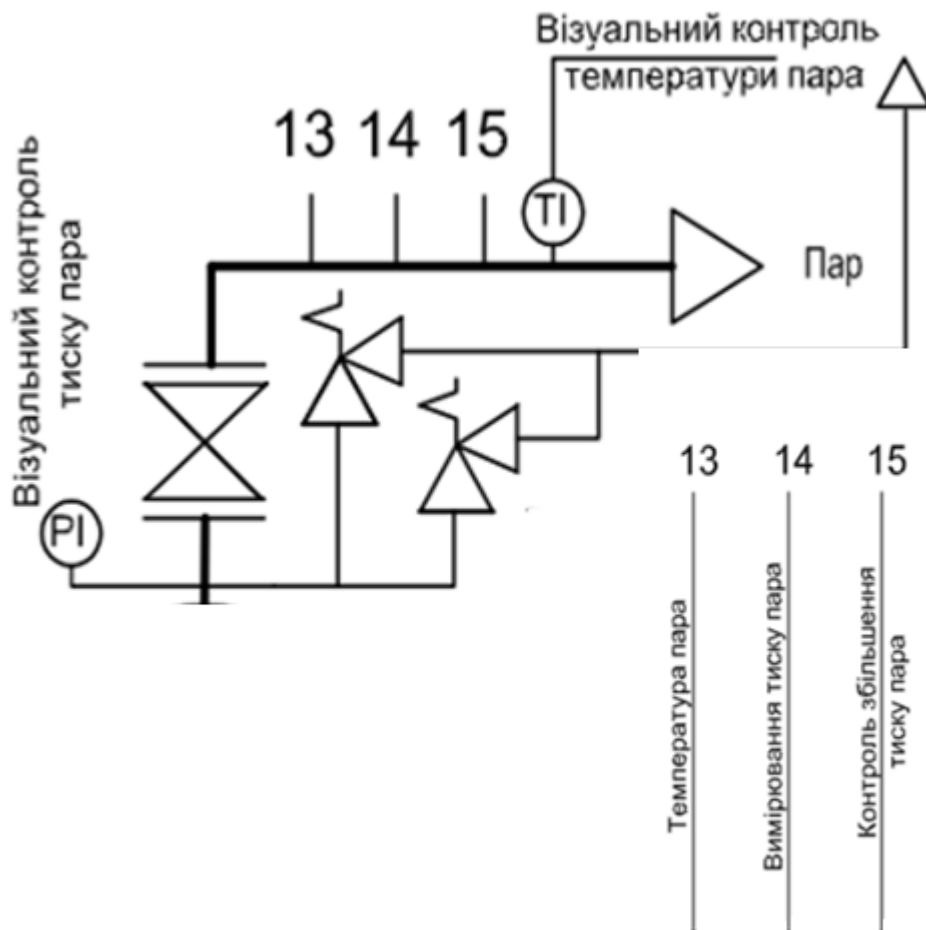 Візуальний контроль
температури пара
13 14 15
TI
Пар
Візуальний контроль
тиску пара
PI
13 14 15
Температура пара
Вимірювання тиску пара
Контроль збільшення
тиску пара